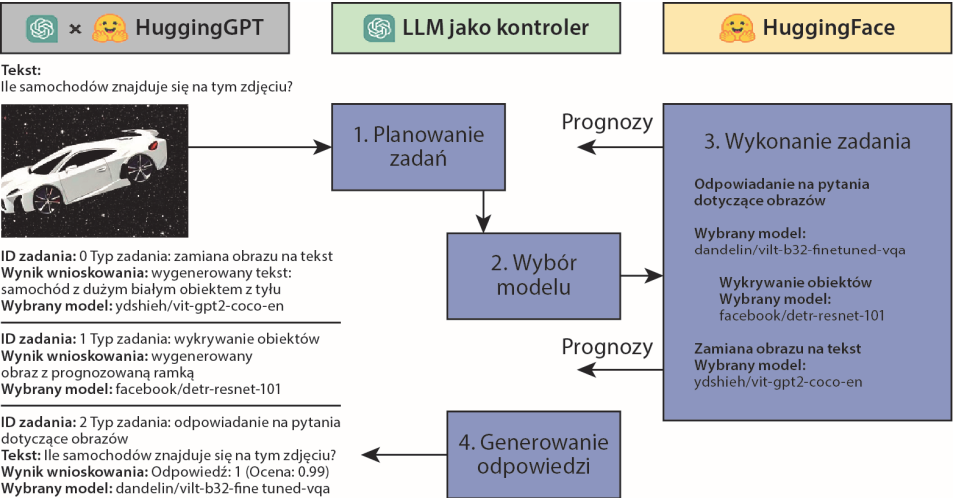 × HuggingGPT
LLM jako kontroler
HuggingFace
Tekst:
Ile samochodów znajduje się na tym zdjęciu?
ID zadania: 0 Typ zadania: zamiana obrazu na tekst
Wynik wnioskowania: wygenerowany tekst:
samochód z dużym białym obiektem z tyłu
Wybrany model: ydshieh/vit-gpt2-coco-en
ID zadania: 1 Typ zadania: wykrywanie obiektów
Wynik wnioskowania: wygenerowany
obraz z prognozowaną ramką
Wybrany model: facebook/detr-resnet-101
ID zadania: 2 Typ zadania: odpowiadanie na pytania
dotyczące obrazów
Tekst: Ile samochodów znajduje się na tym zdjęciu?
Wynik wnioskowania: Odpowiedź: 1 (Ocena: 0.99)
Wybrany model: dandelin/vilt-b32-fine tuned-vqa
1. Planowanie
zadań
2. Wybór
modelu
Prognozy
3. Wykonanie zadania
Odpowiadanie na pytania
dotyczące obrazów
Wybrany model:
dandelin/vilt-b32-finetuned-vqa
Wykrywanie obiektów
Wybrany model:
facebook/detr-resnet-101
Zamiana obrazu na tekst
Wybrany model:
ydshieh/vit-gpt2-coco-en
Prognozy
4. Generowanie
odpowiedzi